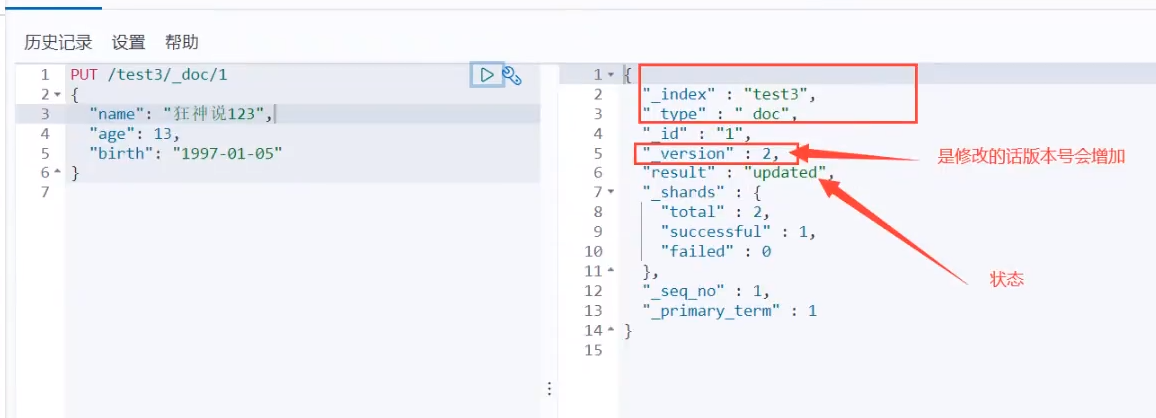 历史记录 设置 帮助
1 PUT /test3/_doc/1
2 {
3 "name": "狂神说123",
4 "age": 13,
5 "birth": "1997-01-05"
6 }
7
1 {
2 "_index" : "test3",
3 "_type" : "_doc",
4 "_id" : "1",
5 "_version" : 2,
6 "result" : "updated",
7 "_shards" : {
8 "total" : 2,
9 "successful" : 1,
10 "failed" : 0
11 },
12 "_seq_no" : 1,
13 "_primary_term" : 1
14 }
15
是修改的话版本号会增加
状态